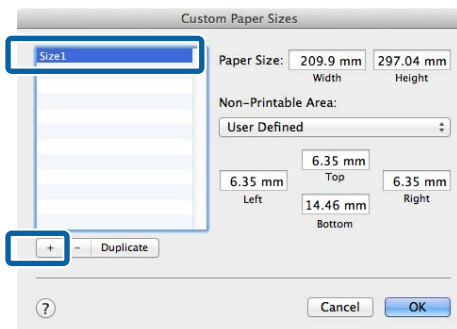 Custom Paper Sizes
Size1
Paper Size: 209.9 mm 297.04 mm
Width Height
Non-Printable Area:
User Defined
6.35 mm
Top
6.35 mm 6.35 mm
Left Right
14.46 mm
Bottom
+ - Duplicate
? Cancel OK